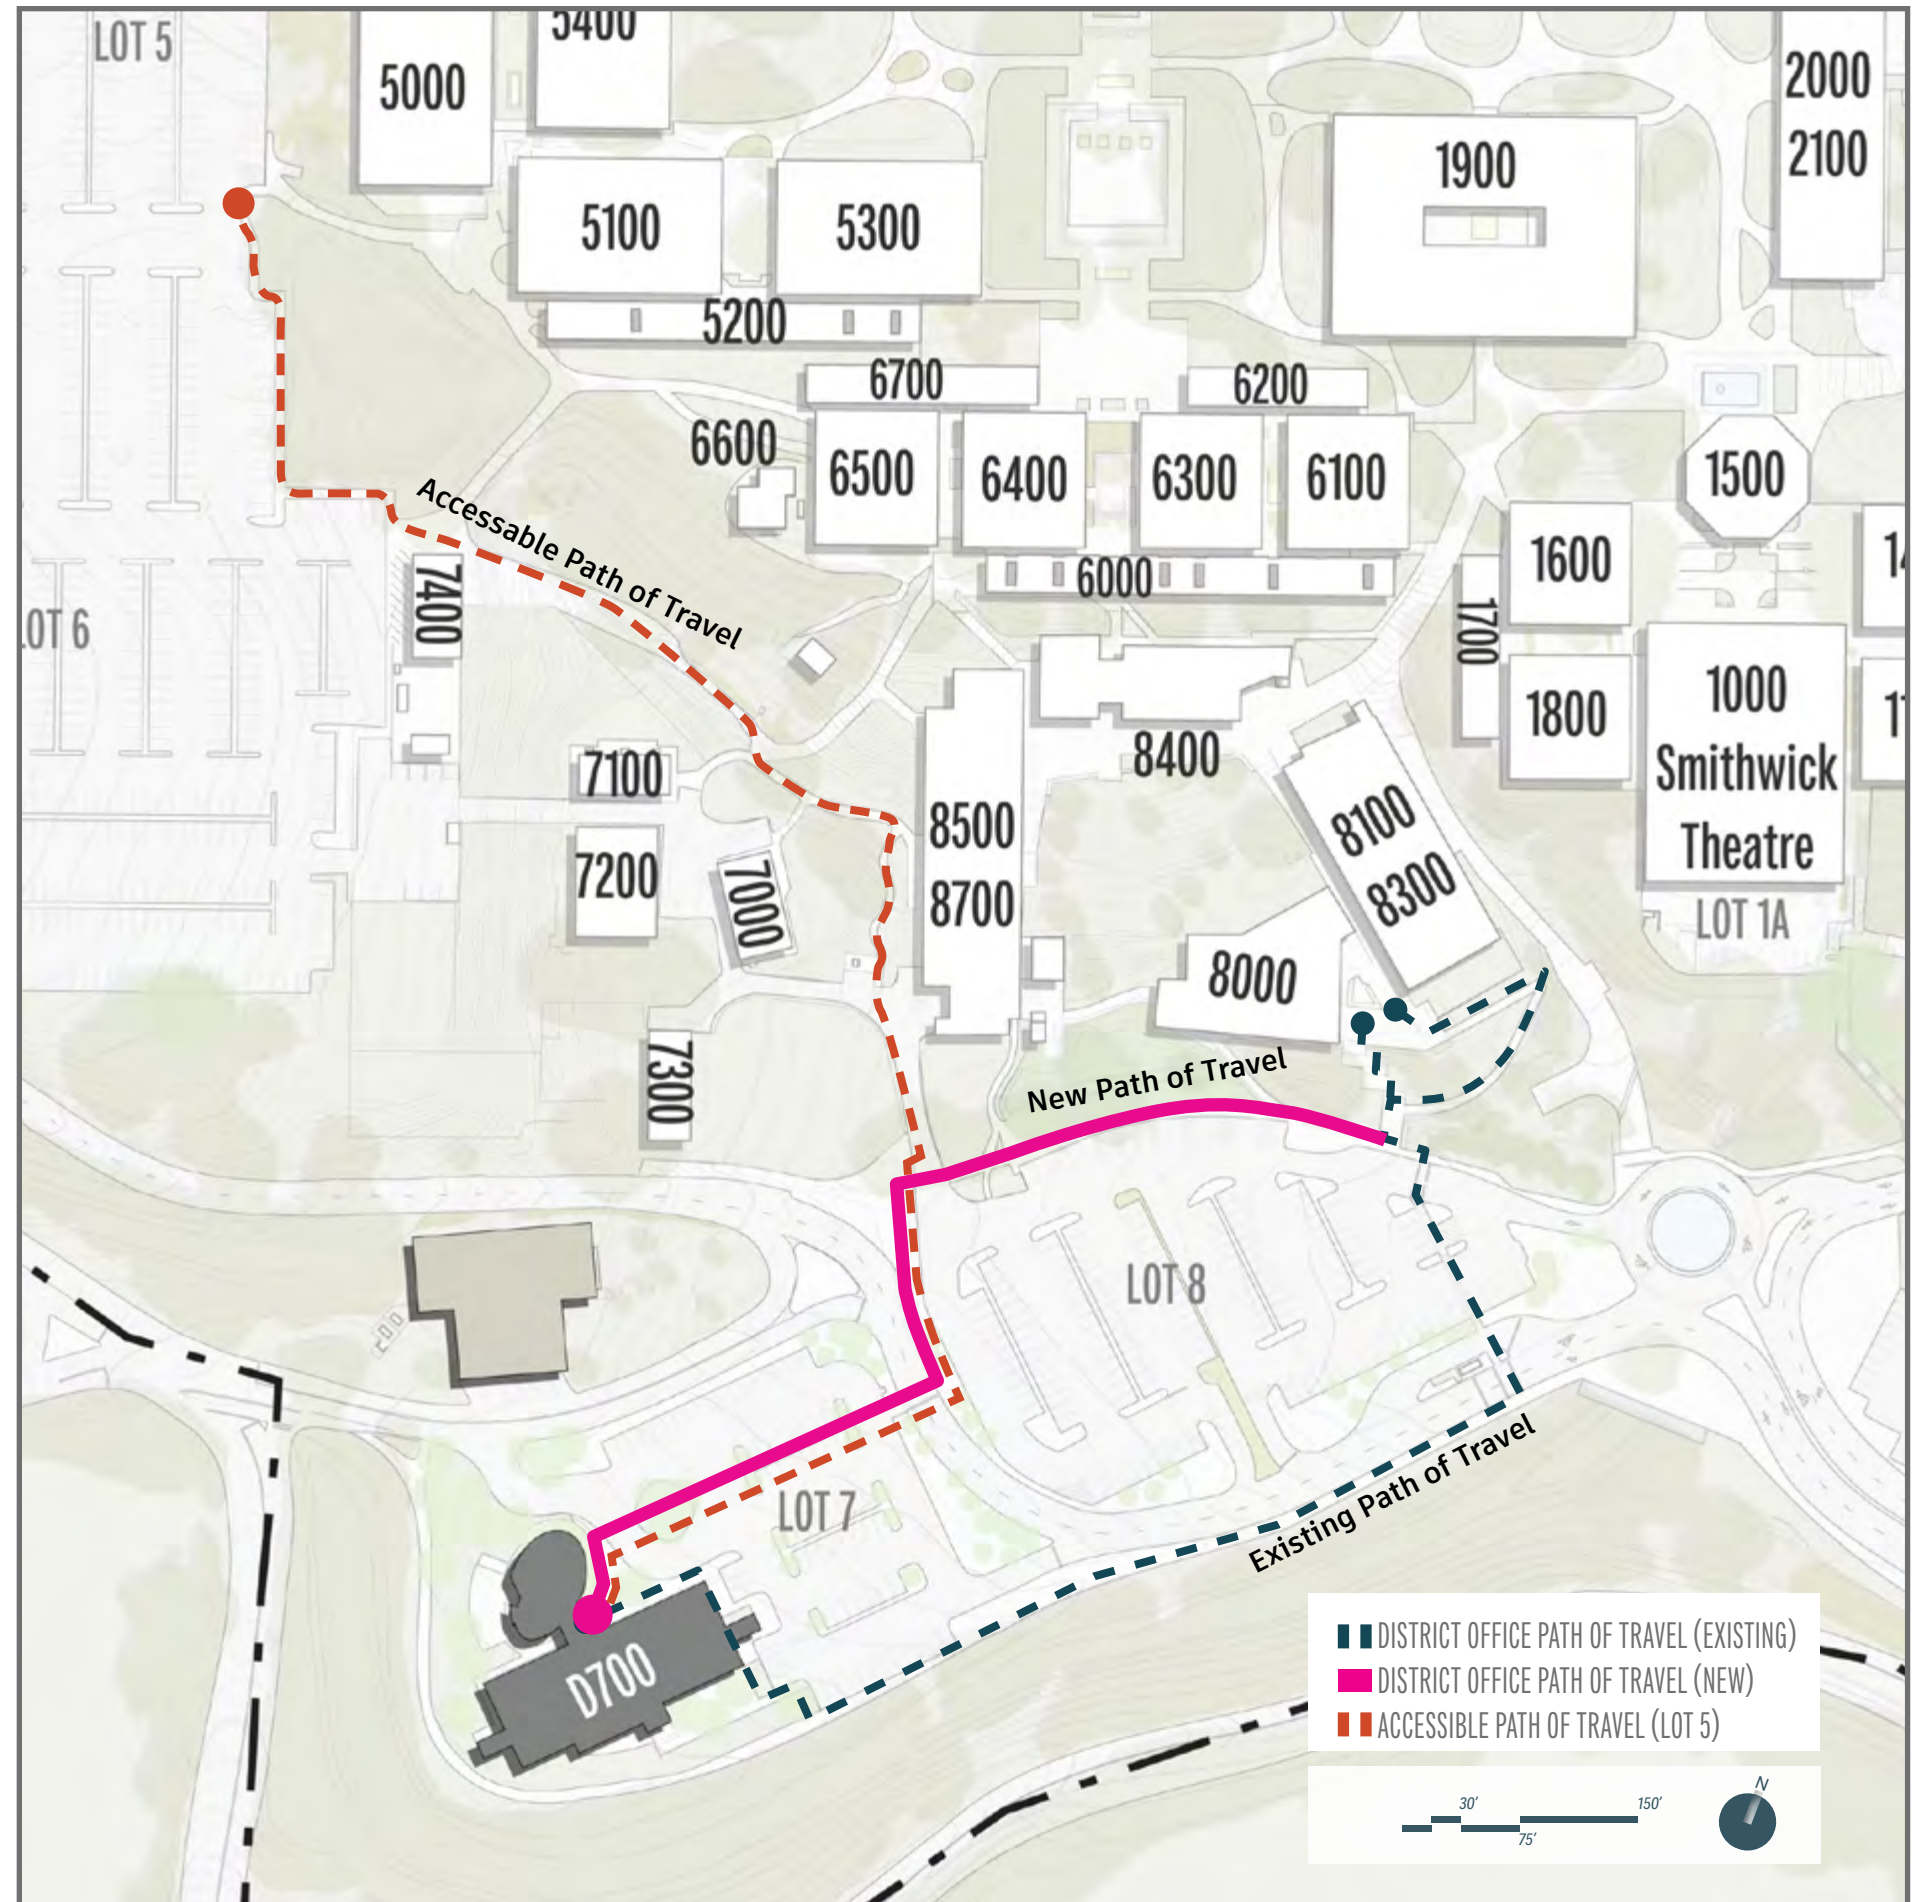 LOT 5
5000
5400
2000
2100
1900
5100
5300
5200
6700
6200
6600
6500
6400
6300
6100
1500
Accessable Path of Travel
7400
6000
1600
1700
LOT 6
1800
1000
Smithwick
Theatre
8400
7100
8500
8700
8100
8300
7200
7000
LOT 1A
8000
7300
New Path of Travel
LOT 8
Existing Path of Travel
LOT 7
D700
DISTRICT OFFICE PATH OF TRAVEL (EXISTING)
DISTRICT OFFICE PATH OF TRAVEL (NEW)
ACCESSIBLE PATH OF TRAVEL (LOT 5)
30'
150'
75'
N